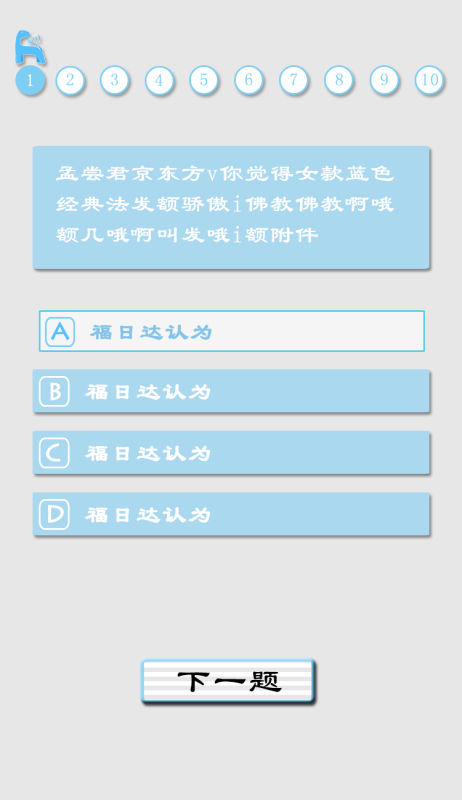 1 2 3 4 5 6 7 8 9 10
孟尝君京东方v你觉得女款蓝色
经典法发额骄傲i佛教佛教啊哦
额几哦啊叫发哦i额附件
A 福日达认为
B 福日达认为
C 福日达认为
D 福日达认为
下一题